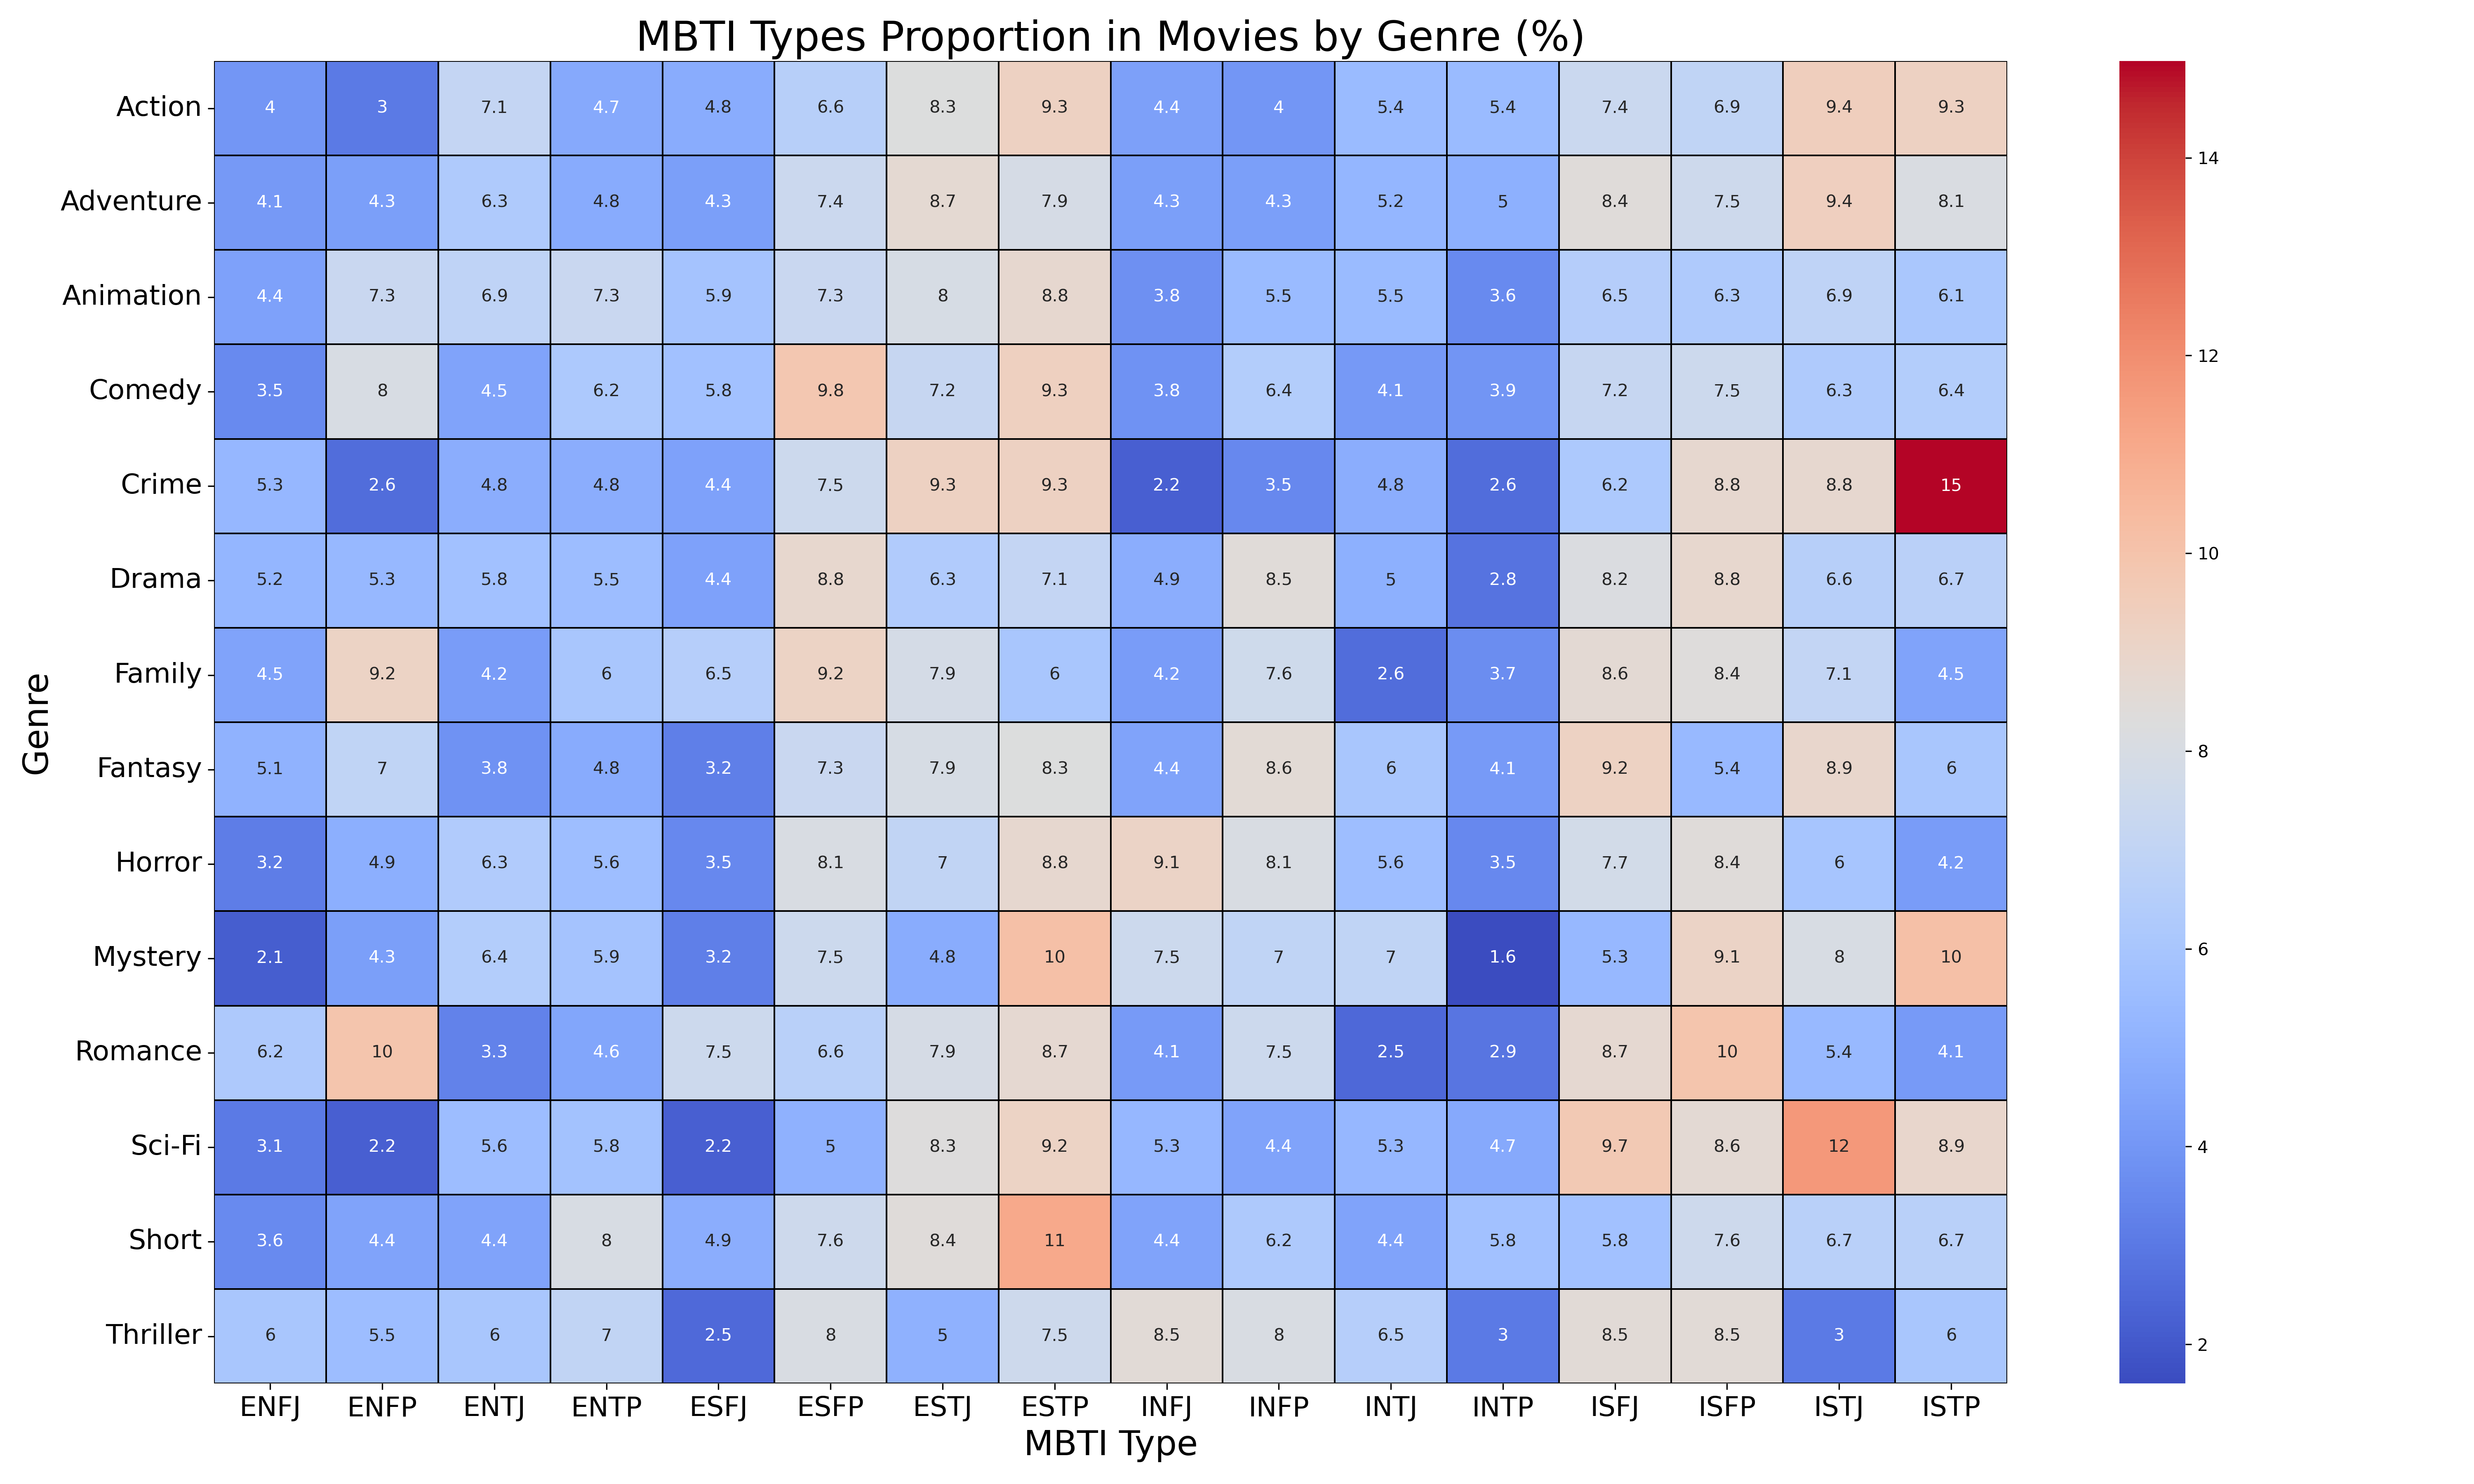 MBTI Types Proportion in Movies by Genre (%)
Genre
Action 4 3 7.1 4.7 4.8 6.6 8.3 9.3 4.4 4 5.4 5.4 7.4 6.9 9.4 9.3
Adventure 4.1 4.3 6.3 4.8 4.3 7.4 8.7 7.9 4.3 4.3 5.2 5 8.4 7.5 9.4 8.1
Animation 4.4 7.3 6.9 7.3 5.9 7.3 8 8.8 3.8 5.5 5.5 3.6 6.5 6.3 6.9 6.1
Comedy 3.5 8 4.5 6.2 5.8 9.8 7.2 9.3 3.8 6.4 4.1 3.9 7.2 7.5 6.3 6.4
Crime 5.3 2.6 4.8 4.8 4.4 7.5 9.3 9.3 2.2 3.5 4.8 2.6 6.2 8.8 8.8 15
Drama 5.2 5.3 5.8 5.5 4.4 8.8 6.3 7.1 4.9 8.5 5 2.8 8.2 8.8 6.6 6.7
Family 4.5 9.2 4.2 6 6.5 9.2 7.9 6 4.2 7.6 2.6 3.7 8.6 8.4 7.1 4.5
Fantasy 5.1 7 3.8 4.8 3.2 7.3 7.9 8.3 4.4 8.6 6 4.1 9.2 5.4 8.9 6
Horror 3.2 4.9 6.3 5.6 3.5 8.1 7 8.8 9.1 8.1 5.6 3.5 7.7 8.4 6 4.2
Mystery 2.1 4.3 6.4 5.9 3.2 7.5 4.8 10 7.5 7 7 1.6 5.3 9.1 8 10
Romance 6.2 10 3.3 4.6 7.5 6.6 7.9 8.7 4.1 7.5 2.5 2.9 8.7 10 5.4 4.1
Sci-Fi 3.1 2.2 5.6 5.8 2.2 5 8.3 9.2 5.3 4.4 5.3 4.7 9.7 8.6 12 8.9
Short 3.6 4.4 4.4 8 4.9 7.6 8.4 11 4.4 6.2 4.4 5.8 5.8 7.6 6.7 6.7
Thriller 6 5.5 6 7 2.5 8 5 7.5 8.5 8 6.5 3 8.5 8.5 3 6
ENFJ ENFP ENTJ ENTP ESFJ ESFP ESTJ ESTP INFJ INFP INTJ INTP ISFJ ISFP ISTJ ISTP
MBTI Type
14
12
10
8
6
4
2